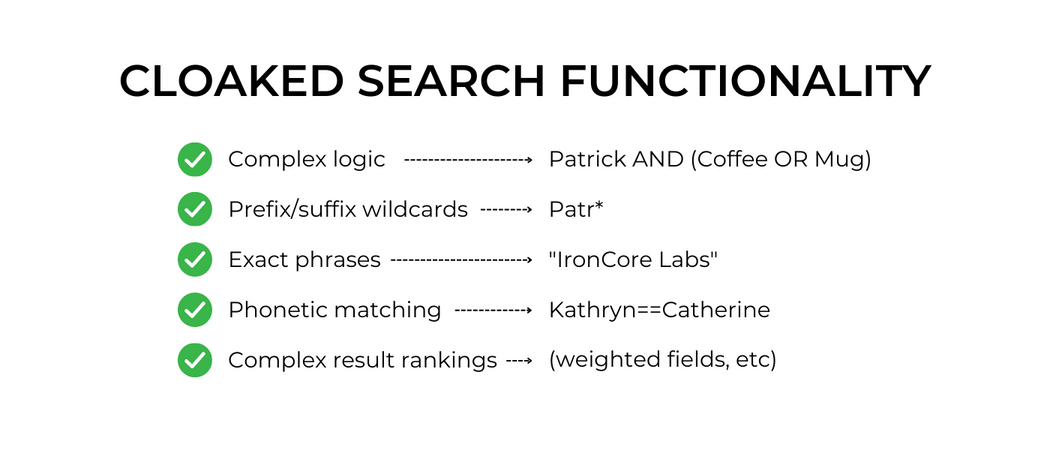 CLOAKED SEARCH FUNCTIONALITY
Complex logic Patrick AND (Coffee OR Mug)
Prefix/suffix wildcards Patr*
Exact phrases "IronCore Labs"
Phonetic matching Kathryn==Catherine
Complex result rankings (weighted fields, etc)